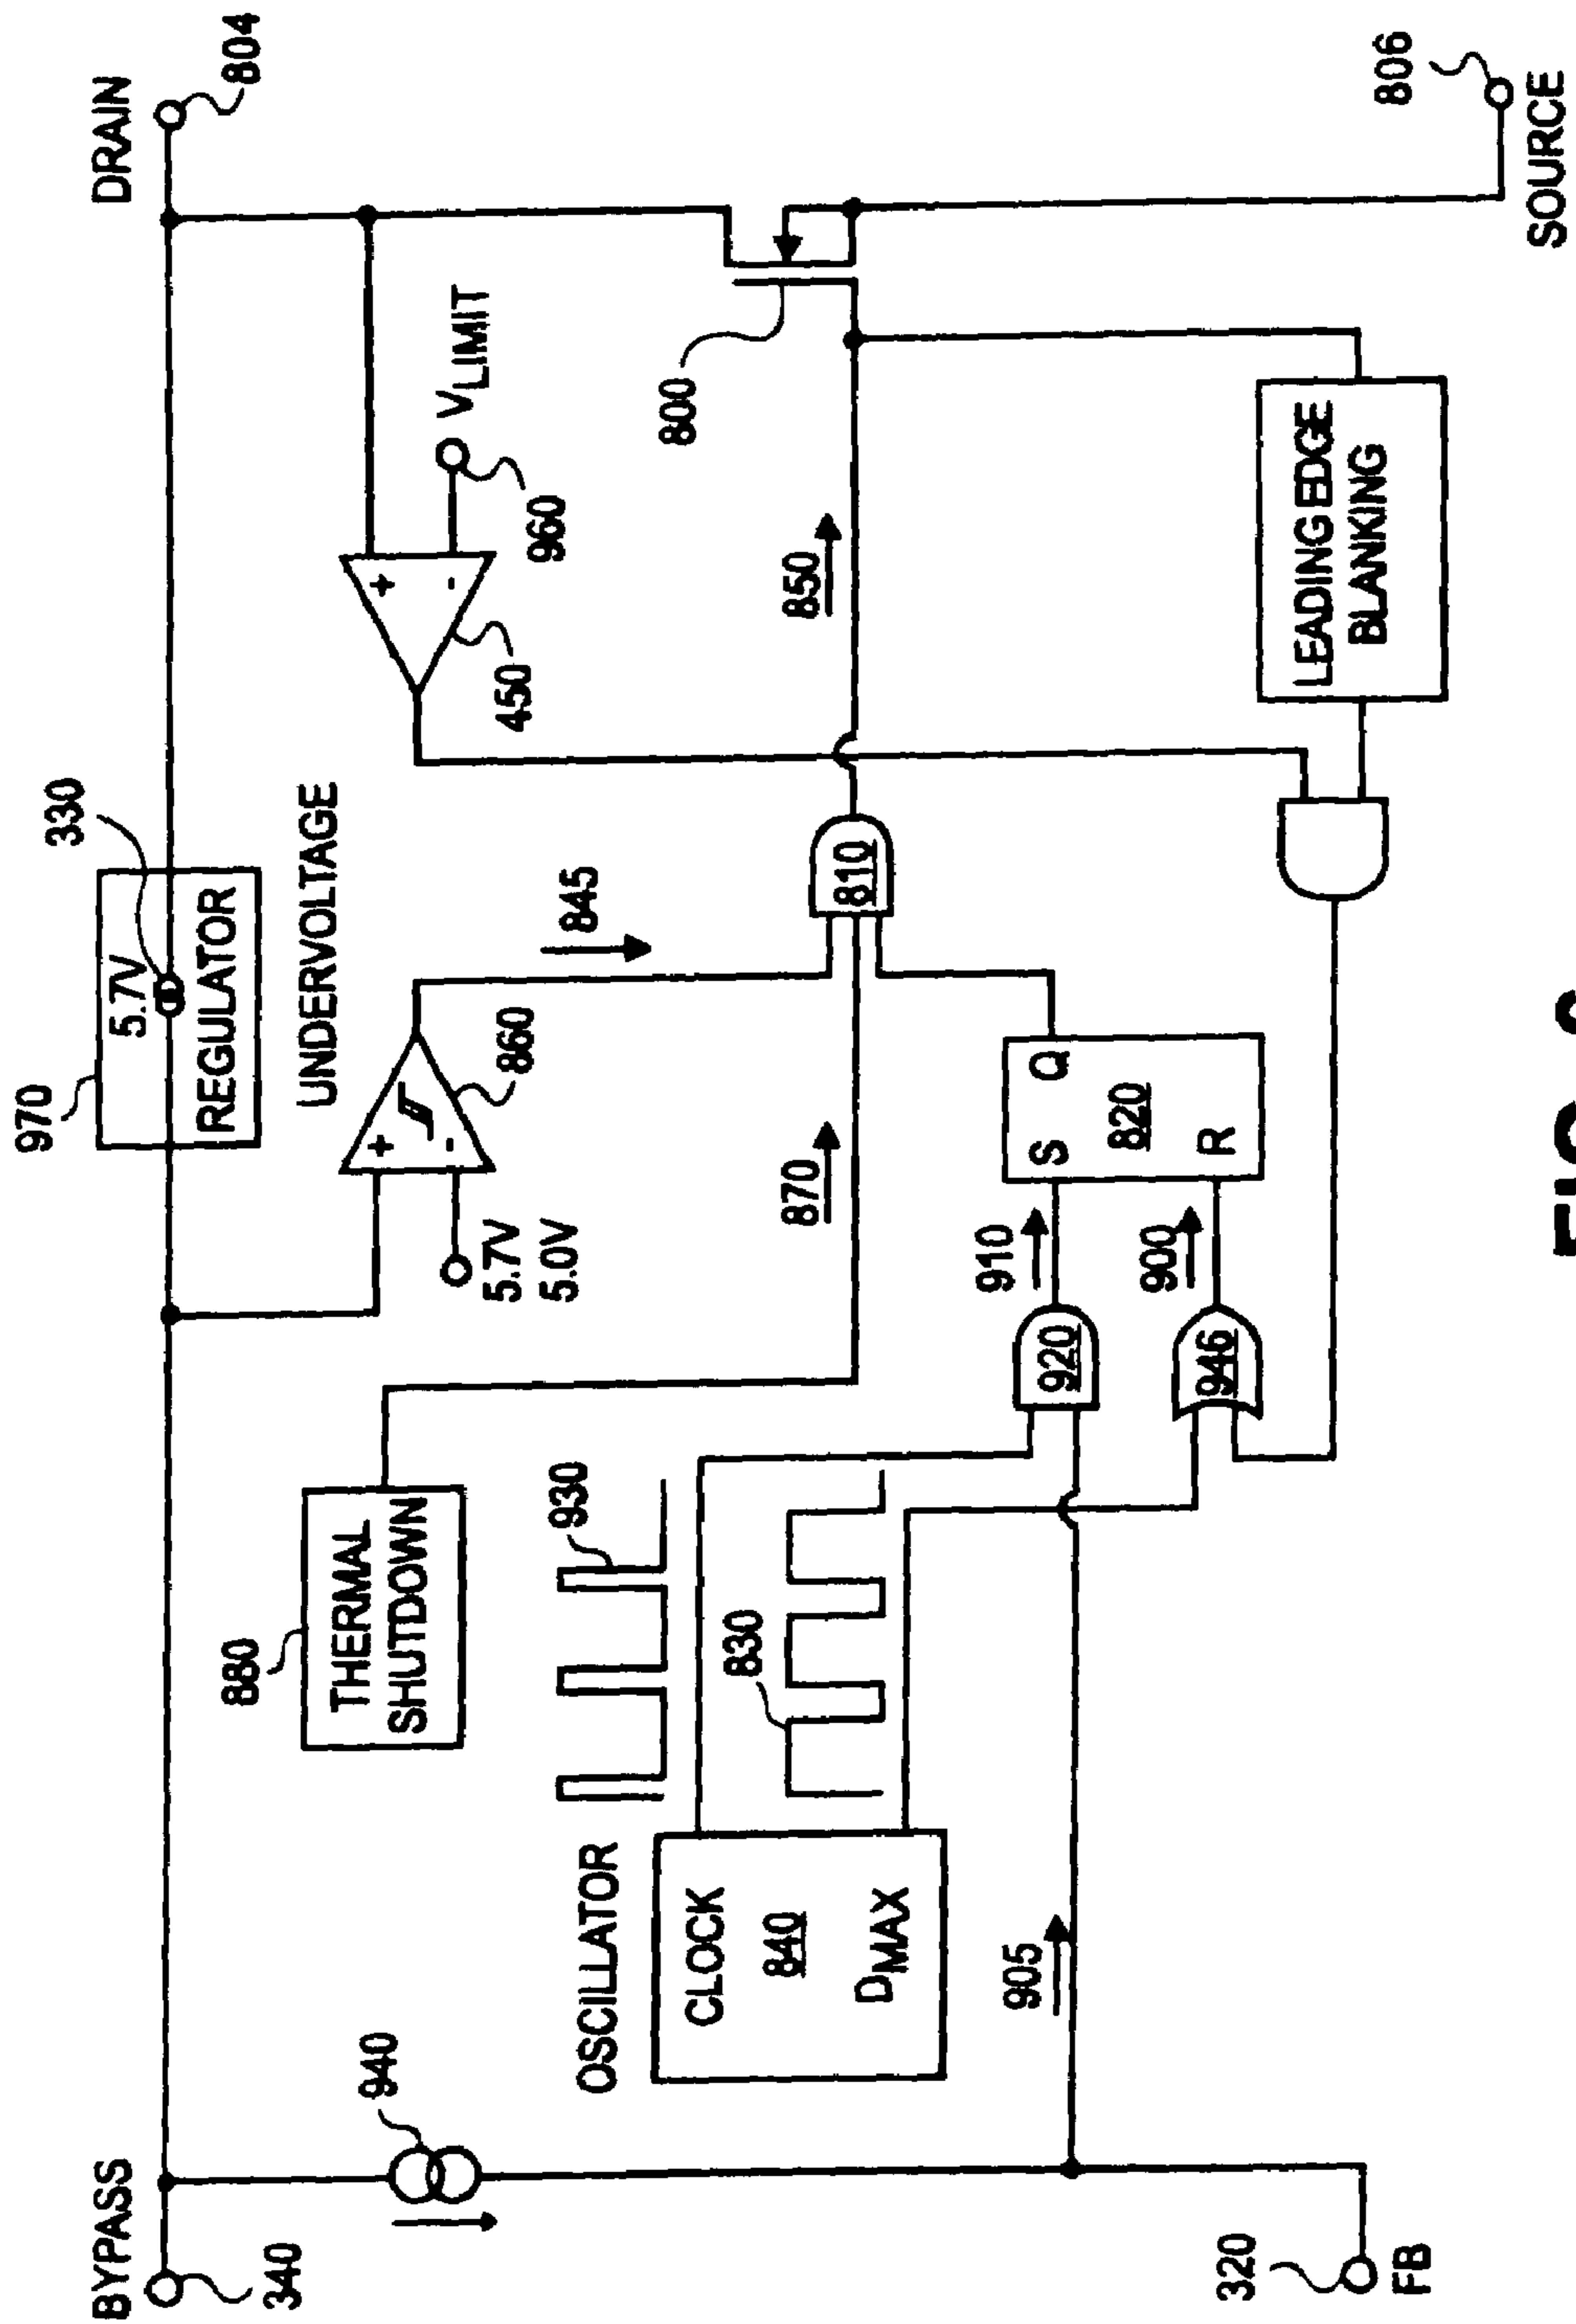 970
330
BYPASS
5.7V
DRAIN
340
REGULATOR
804
880
THERMAL
SHUTDOWN
UNDERVOLTAGE
940
+
-
860
+
-
450
VLIMIT
960
5.7V
5.0V
OSCILLATOR
930
845
CLOCK
840
DMAX
830
870
850
800
810
905
910
920
S
Q
820
R
900
946
320
FB
LEADING EDGE
BLANKING
806
SOURCE